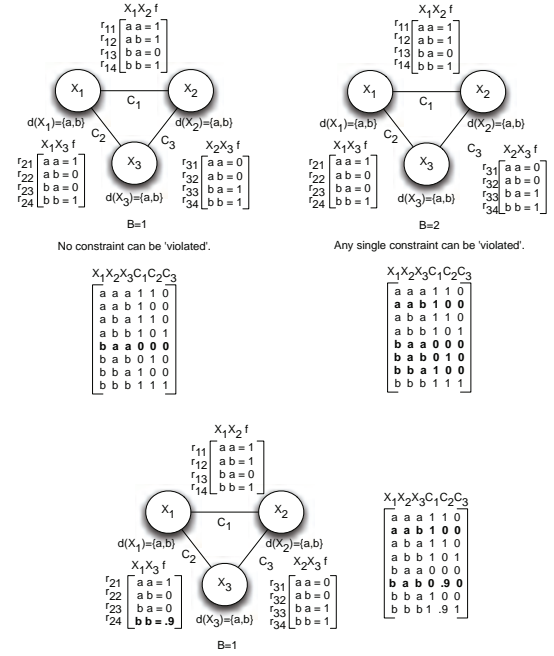 X1X2 f
r11 a a = 1
r12 a b = 1
r13 b a = 0
r14 b b = 1
X1
C1
X2
d(X1)={a,b}
C2
C3
d(X2)={a,b}
X1X3 f
r21 a a = 1
r22 a b = 0
r23 b a = 0
r24 b b = 1
X3
d(X3)={a,b}
X2X3 f
r31 a a = 0
r32 a b = 0
r33 b a = 1
r34 b b = 1
B=1
No constraint can be 'violated'.
X1X2X3C1C2C3
a a a 1 1 0
a a b 1 0 0
a b a 1 1 0
a b b 1 0 1
b a a 0 0 0
b a b 0 1 0
b b a 1 0 0
b b b 1 1 1
X1X2 f
r11 a a = 1
r12 a b = 1
r13 b a = 0
r14 b b = 1
X1
C1
X2
d(X1)={a,b}
C2
d(X2)={a,b}
X1X3 f
r21 a a = 1
r22 a b = 0
r23 b a = 0
r24 b b = 1
X3
d(X3)={a,b}
C3
X2X3 f
r31 a a = 0
r32 a b = 0
r33 b a = 1
r34 b b = 1
B=2
Any single constraint can be 'violated'.
X1X2X3C1C2C3
a a a 1 1 0
a a b 1 0 0
a b a 1 1 0
a b b 1 0 1
b a a 0 0 0
b a b 0 1 0
b b a 1 0 0
b b b 1 1 1
X1X2 f
r11 a a = 1
r12 a b = 1
r13 b a = 0
r14 b b = 1
X1
C1
X2
d(X1)={a,b}
C2
d(X2)={a,b}
X1X3 f
r21 a a = 1
r22 a b = 0
r23 b a = 0
r24 b b = .9
X3
d(X3)={a,b}
C3
X2X3 f
r31 a a = 0
r32 a b = 0
r33 b a = 1
r34 b b = 1
B=1
X1X2X3C1C2C3
a a a 1 1 0
a a b 1 0 0
a b a 1 1 0
a b b 1 0 1
b a a 0 0 0
b a b 0 .9 0
b b a 1 0 0
b b b 1 .9 1